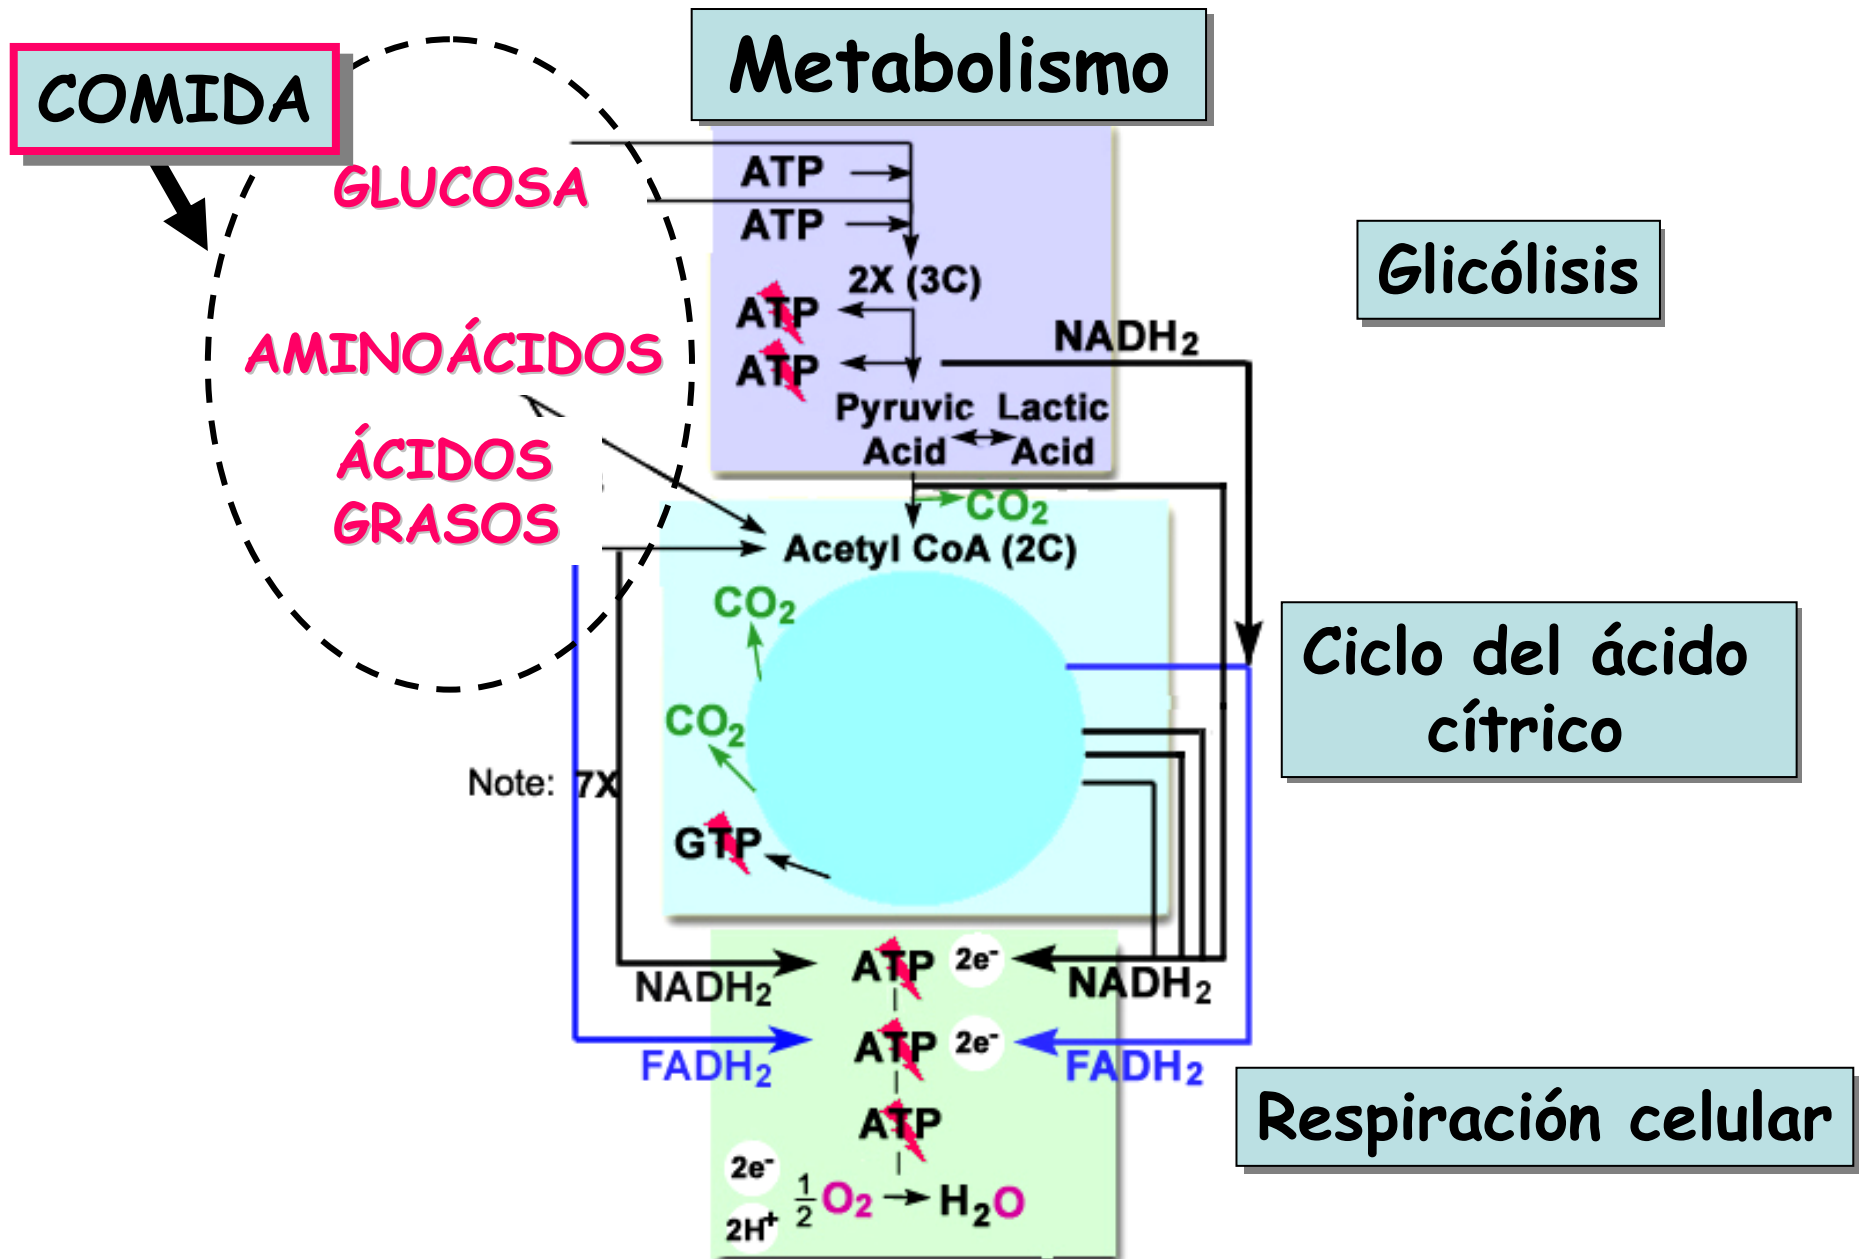 COMIDA
Metabolismo
GLUCOSA
AMINOÁCIDOS
ÁCIDOS
GRASOS
ATP
ATP
2X (3C)
ATP
ATP
NADH₂
Pyruvic Lactic
Acid Acid
Glicólisis
CO₂
Acetyl CoA (2C)
CO₂
CO₂
GTP
Note: 7X
Ciclo del ácido
cítrico
ATP 2e⁻
NADH₂ NADH₂
ATP 2e⁻
FADH₂ FADH₂
ATP
2e⁻
½O₂ → H₂O
2H⁺
Respiración celular